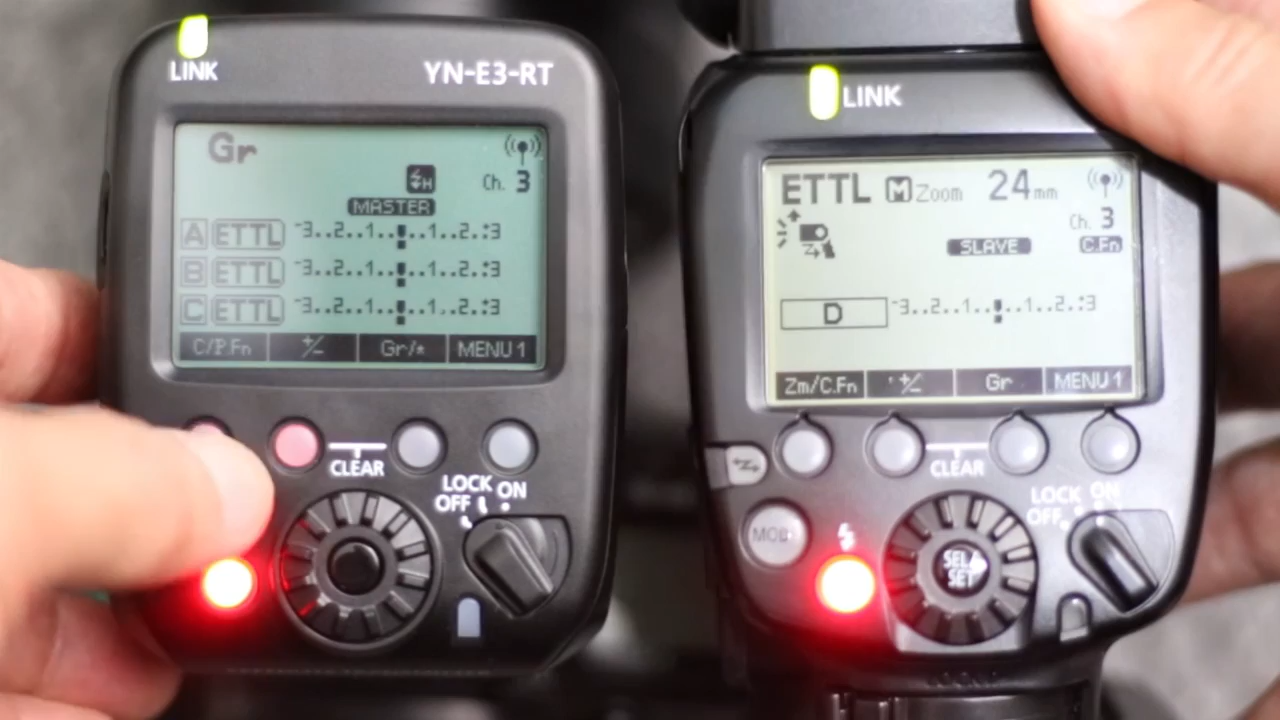 LINK
YN-E3-RT
Gr
H
Ch. 3
MASTER
A ETTL -3..2..1..▮..1..2.:3
B ETTL -3..2..1..▮..1..2.:3
C ETTL -3..2..1..▮..1..2.:3
C/P.Fn +/- Gr/* MENU 1
CLEAR
LOCK
OFF ON
LINK
ETTL M Zoom 24mm
Ch. 3
SLAVE C.Fn
D -3..2..1..▮..1..2.:3
Zm/C.Fn +/- Gr MENU 1
CLEAR
LOCK
OFF ON
SEL
SET